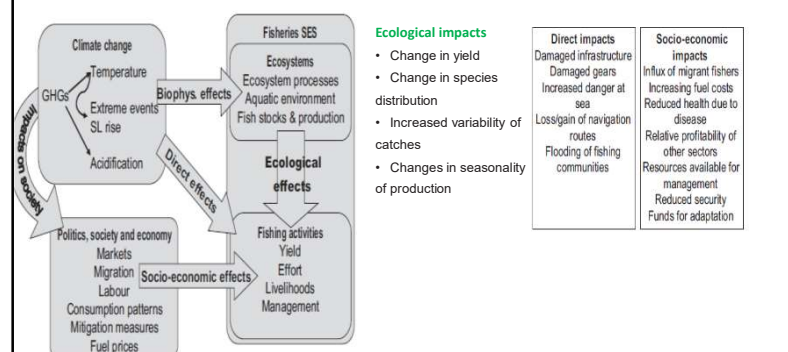 Climate change
Temperature
GHGs
Extreme events
SL rise
Acidification
Impacts on society
Biophys. effects
Direct effects
Fisheries SES
Ecosystems
Ecosystem processes
Aquatic environment
Fish stocks & production
Ecological
effects
Fishing activities
Yield
Effort
Livelihoods
Management
Politics, society and economy
Markets
Migration
Labour
Consumption patterns
Mitigation measures
Fuel prices
Socio-economic effects
Ecological impacts
• Change in yield
• Change in species
distribution
• Increased variability of
catches
• Changes in seasonality
of production
Direct impacts
Damaged infrastructure
Damaged gears
Increased danger at
sea
Loss/gain of navigation
routes
Flooding of fishing
communities
Socio-economic
impacts
Influx of migrant fishers
Increasing fuel costs
Reduced health due to
disease
Relative profitability of
other sectors
Resources available for
management
Reduced security
Funds for adaptation